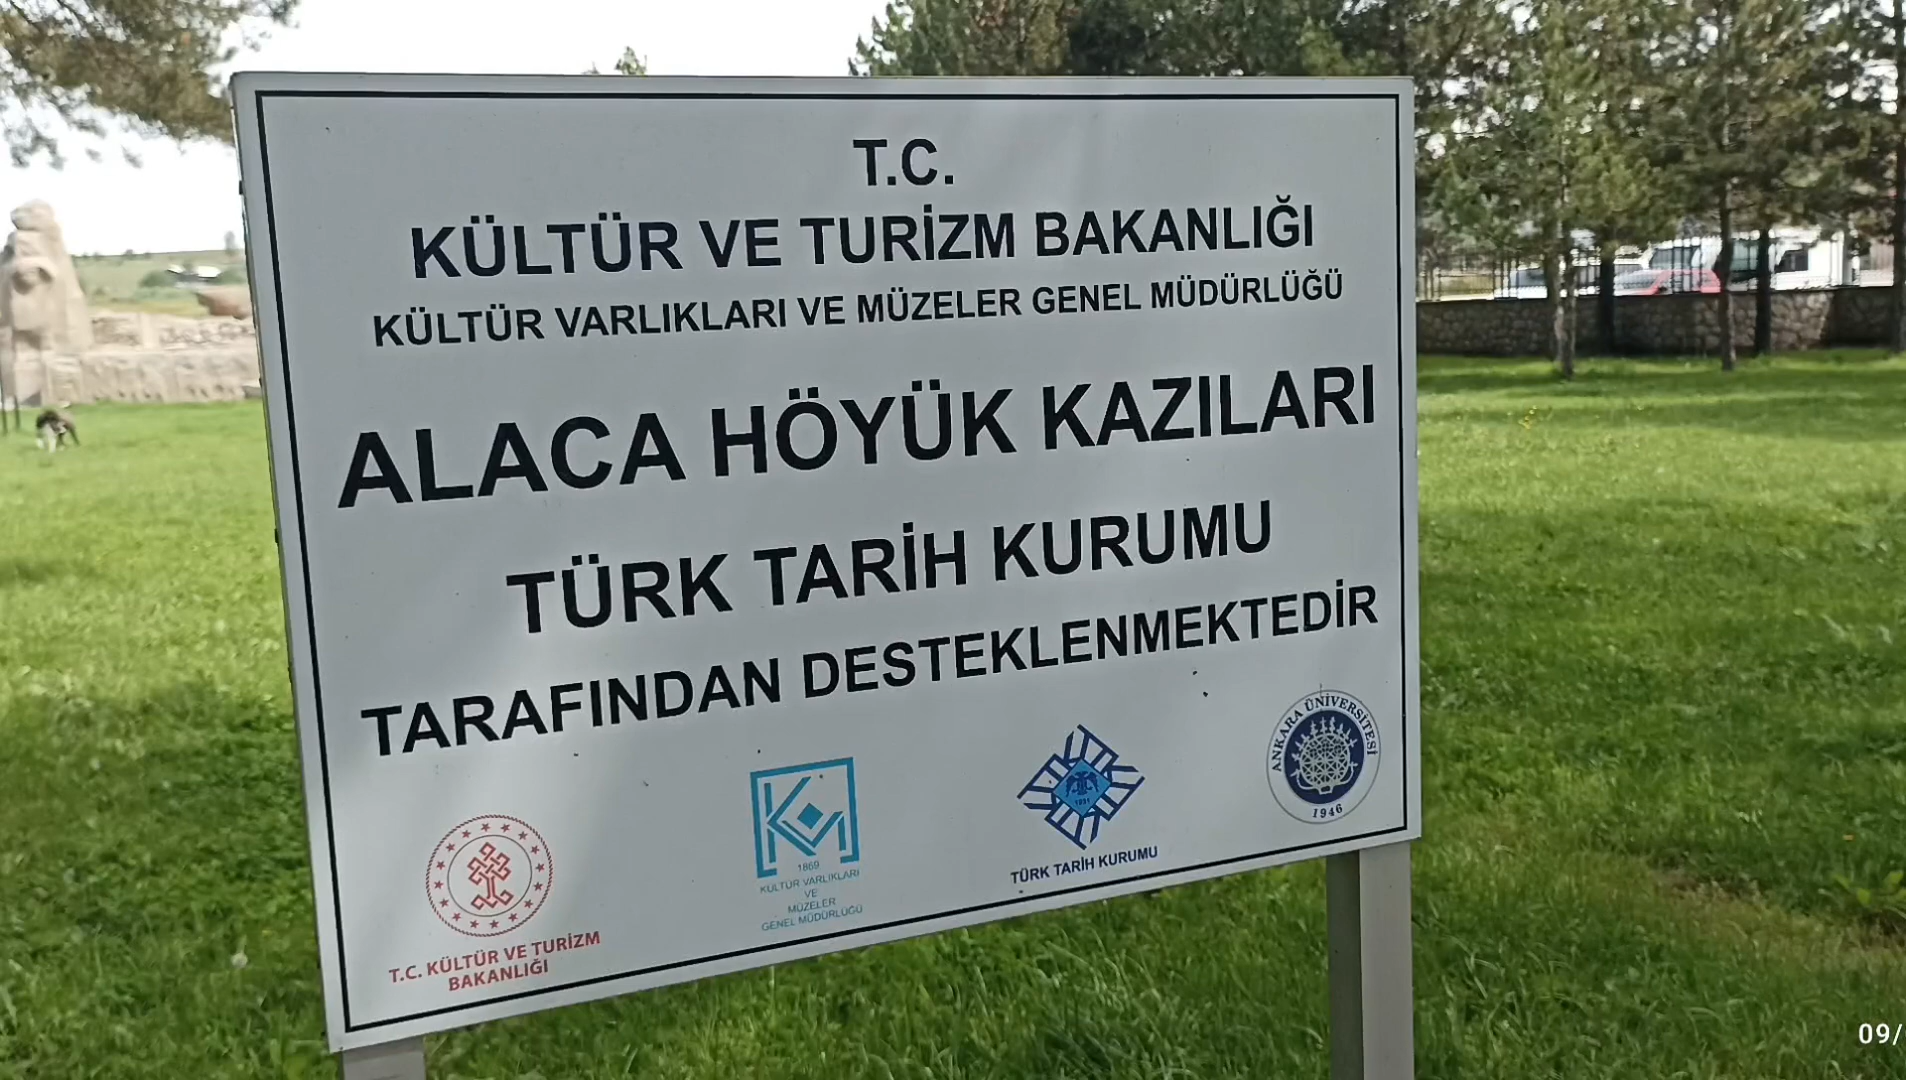 T.C.
KÜLTÜR VE TURİZM BAKANLIĞI
KÜLTÜR VARLIKLARI VE MÜZELER GENEL MÜDÜRLÜĞÜ
ALACA HÖYÜK KAZILARI
TÜRK TARİH KURUMU
TARAFINDAN DESTEKLENMEKTEDİR
T.C. KÜLTÜR VE TURİZM
BAKANLIĞI
1869
KÜLTÜR VARLIKLARI
VE
MÜZELER
GENEL MÜDÜRLÜĞÜ
1931
TÜRK TARİH KURUMU
ANKARA ÜNİVERSİTESİ
1946
09/